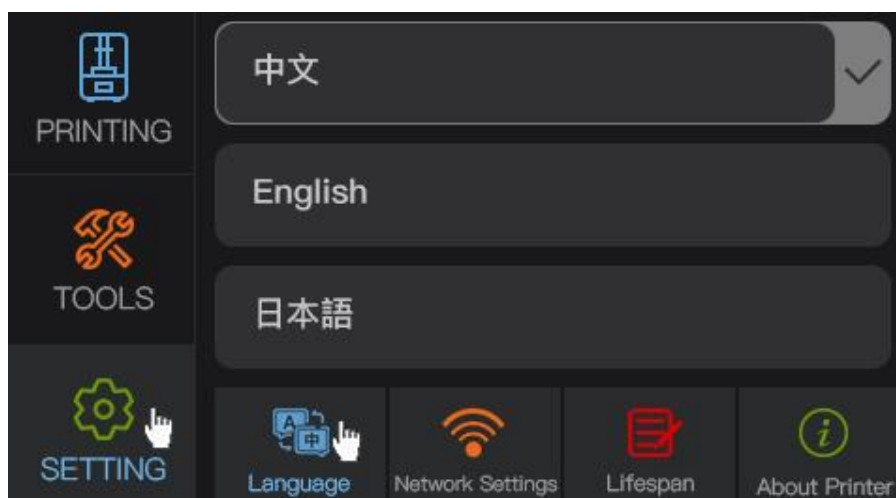 PRINTING
TOOLS
SETTING
中文
English
日本語
Language
Network Settings
Lifespan
About Printer